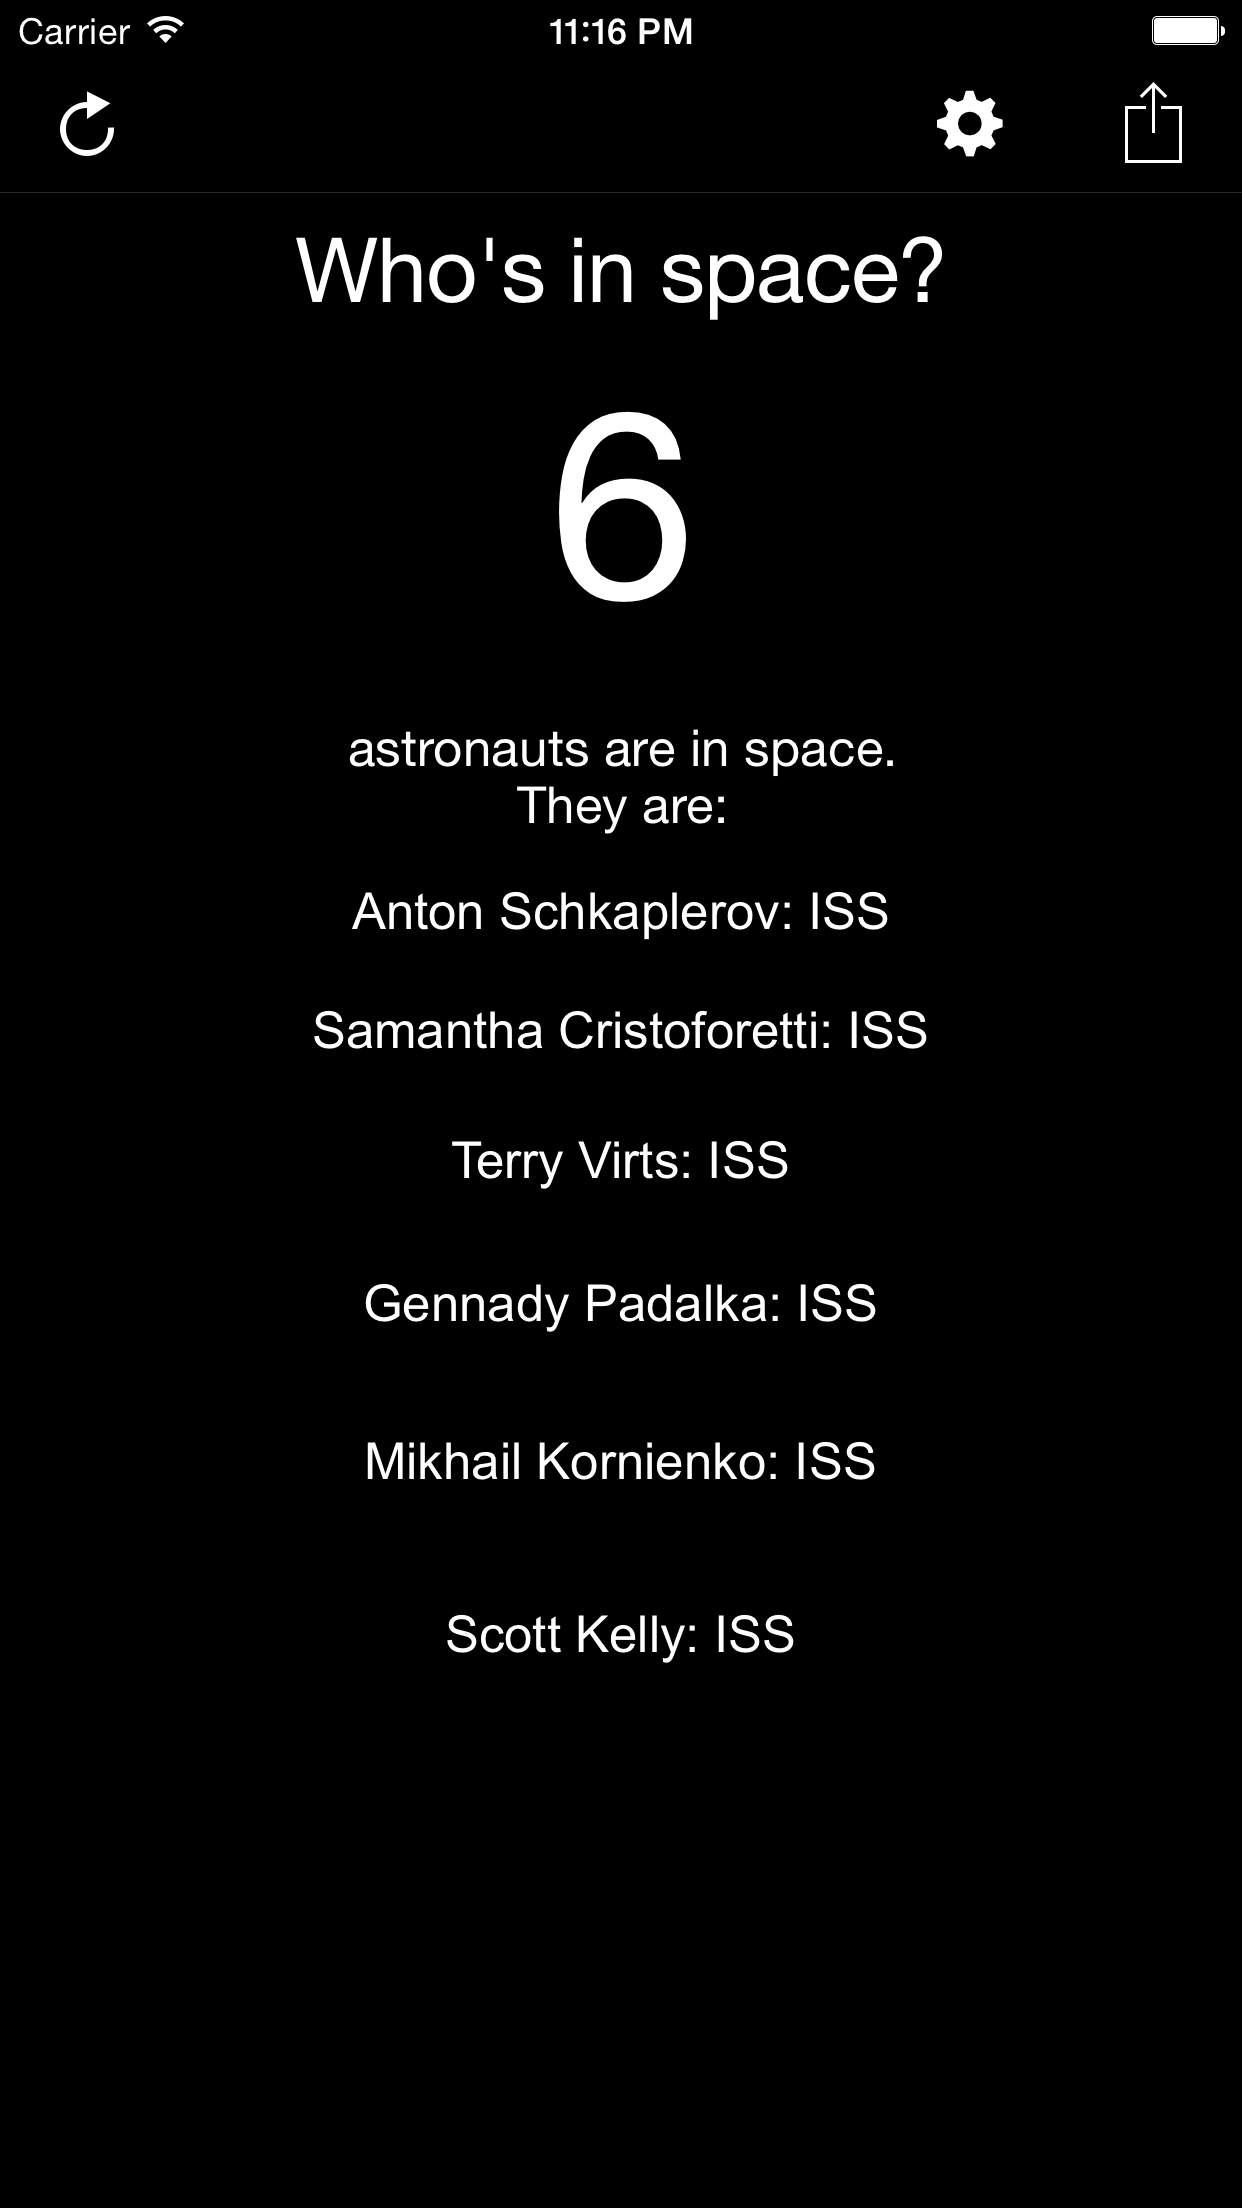 Carrier 11:16 PM
Who's in space?
6
astronauts are in space.
They are:
Anton Schkaplerov: ISS
Samantha Cristoforetti: ISS
Terry Virts: ISS
Gennady Padalka: ISS
Mikhail Kornienko: ISS
Scott Kelly: ISS